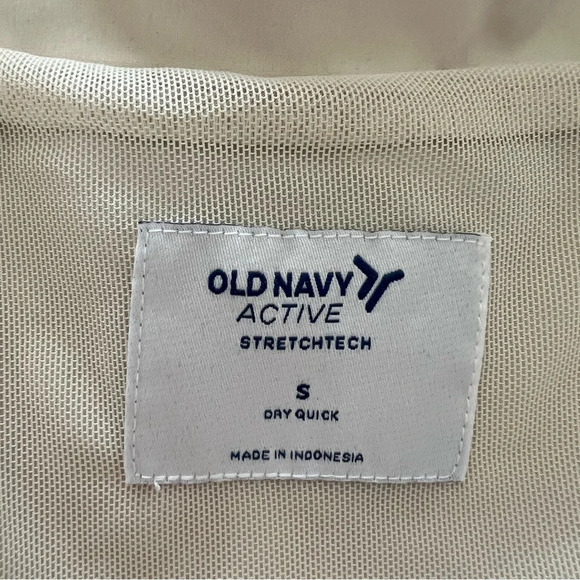 OLD NAVY
ACTIVE
STRETCHTECH
S
DRY QUICK
MADE IN INDONESIA